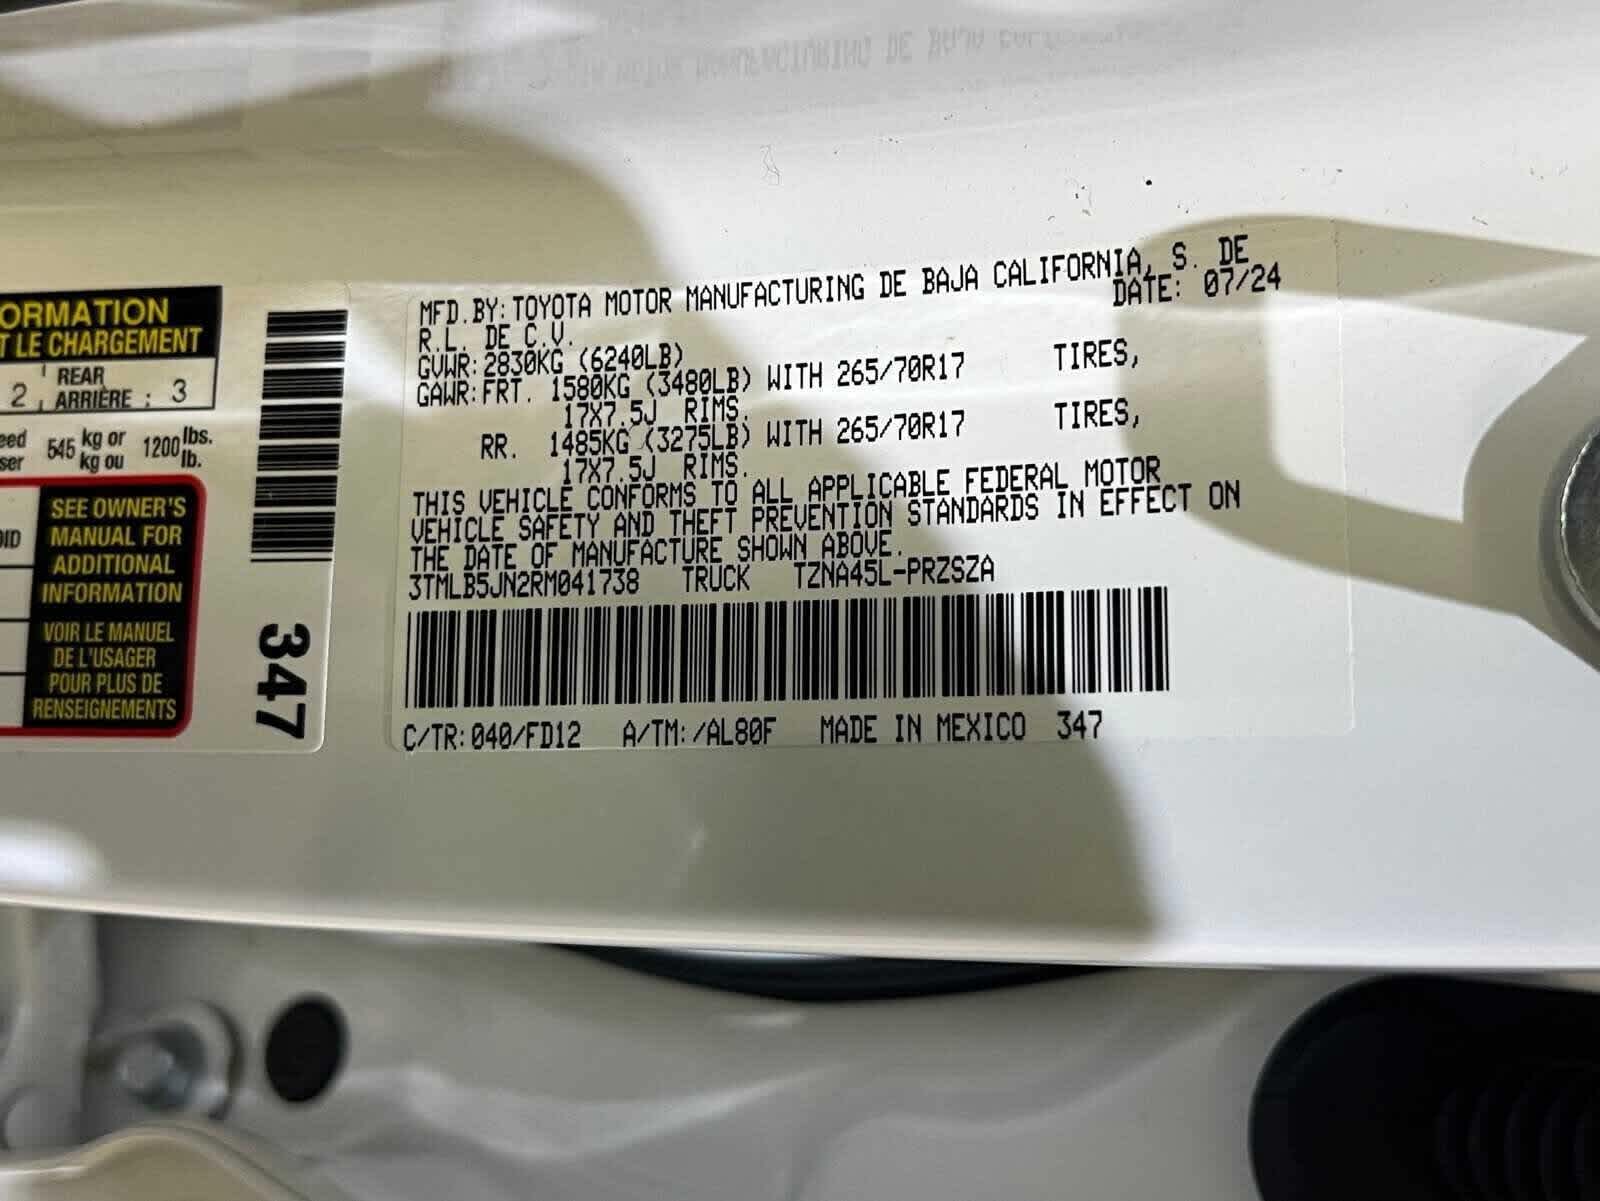 ORMATION
T LE CHARGEMENT
2 REAR
ARRIÈRE : 3
545 kg or 1200 lbs.
kg ou lb.
SEE OWNER'S
MANUAL FOR
ADDITIONAL
INFORMATION
VOIR LE MANUEL
DE L'USAGER
POUR PLUS DE
RENSEIGNEMENTS
347
MFD.BY: TOYOTA MOTOR MANUFACTURING DE BAJA CALIFORNIA, S. DE
R.L. DE C.V. DATE: 07/24
GVWR: 2830KG (6240LB)
GAWR: FRT. 1580KG (3480LB) WITH 265/70R17 TIRES,
17X7.5J RIMS.
RR. 1485KG (3275LB) WITH 265/70R17 TIRES,
17X7.5J RIMS.
THIS VEHICLE CONFORMS TO ALL APPLICABLE FEDERAL MOTOR
VEHICLE SAFETY AND THEFT PREVENTION STANDARDS IN EFFECT ON
THE DATE OF MANUFACTURE SHOWN ABOVE.
3TMLB5JN2RM041738 TRUCK TZNA45L-PRZSZA
C/TR: 040/FD12 A/TM: /AL80F MADE IN MEXICO 347